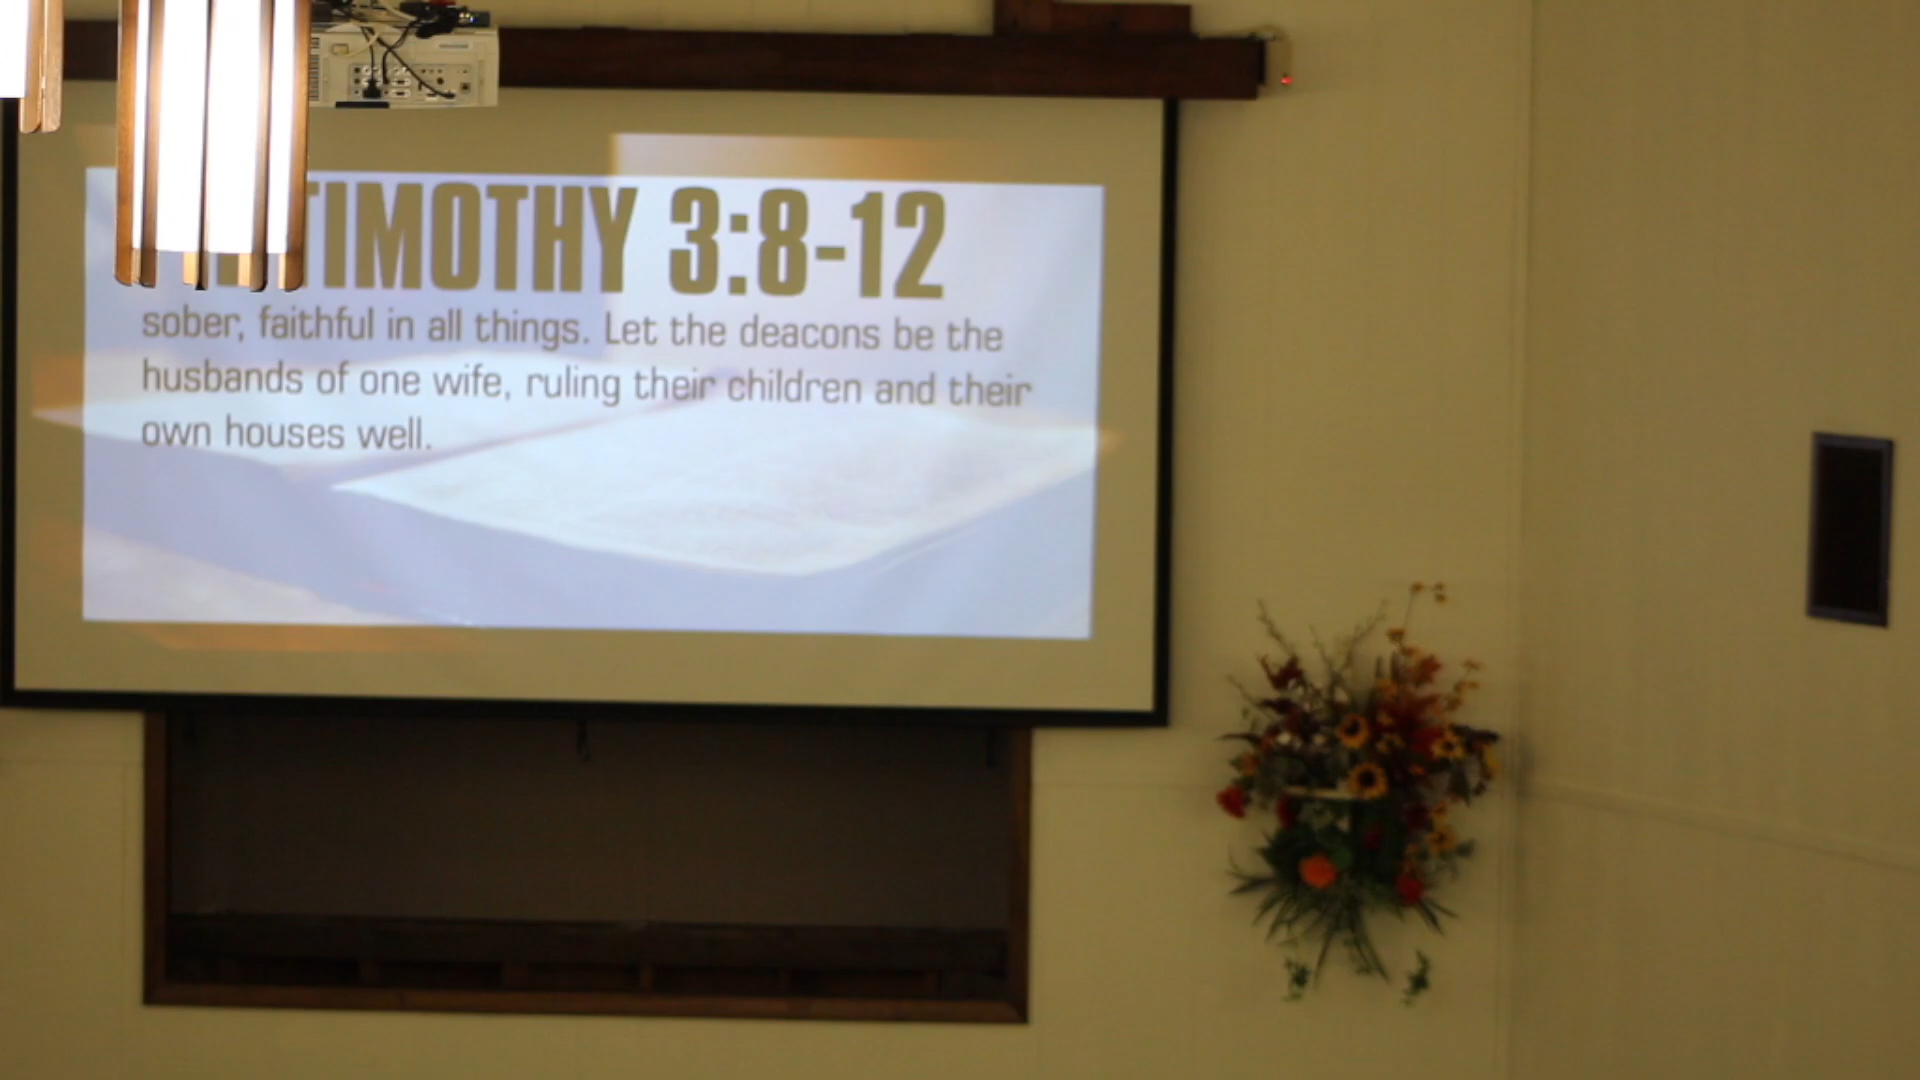 TIMOTHY 3:8-12
sober, faithful in all things. Let the deacons be the
husbands of one wife, ruling their children and their
own houses well.